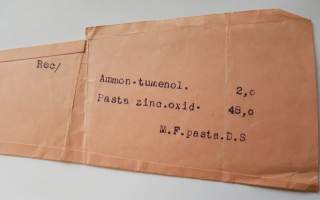 Rec/
Ammon.tumenol. 2,0
Pasta zinc.oxid. 48,0
M.F.pasta.D.S